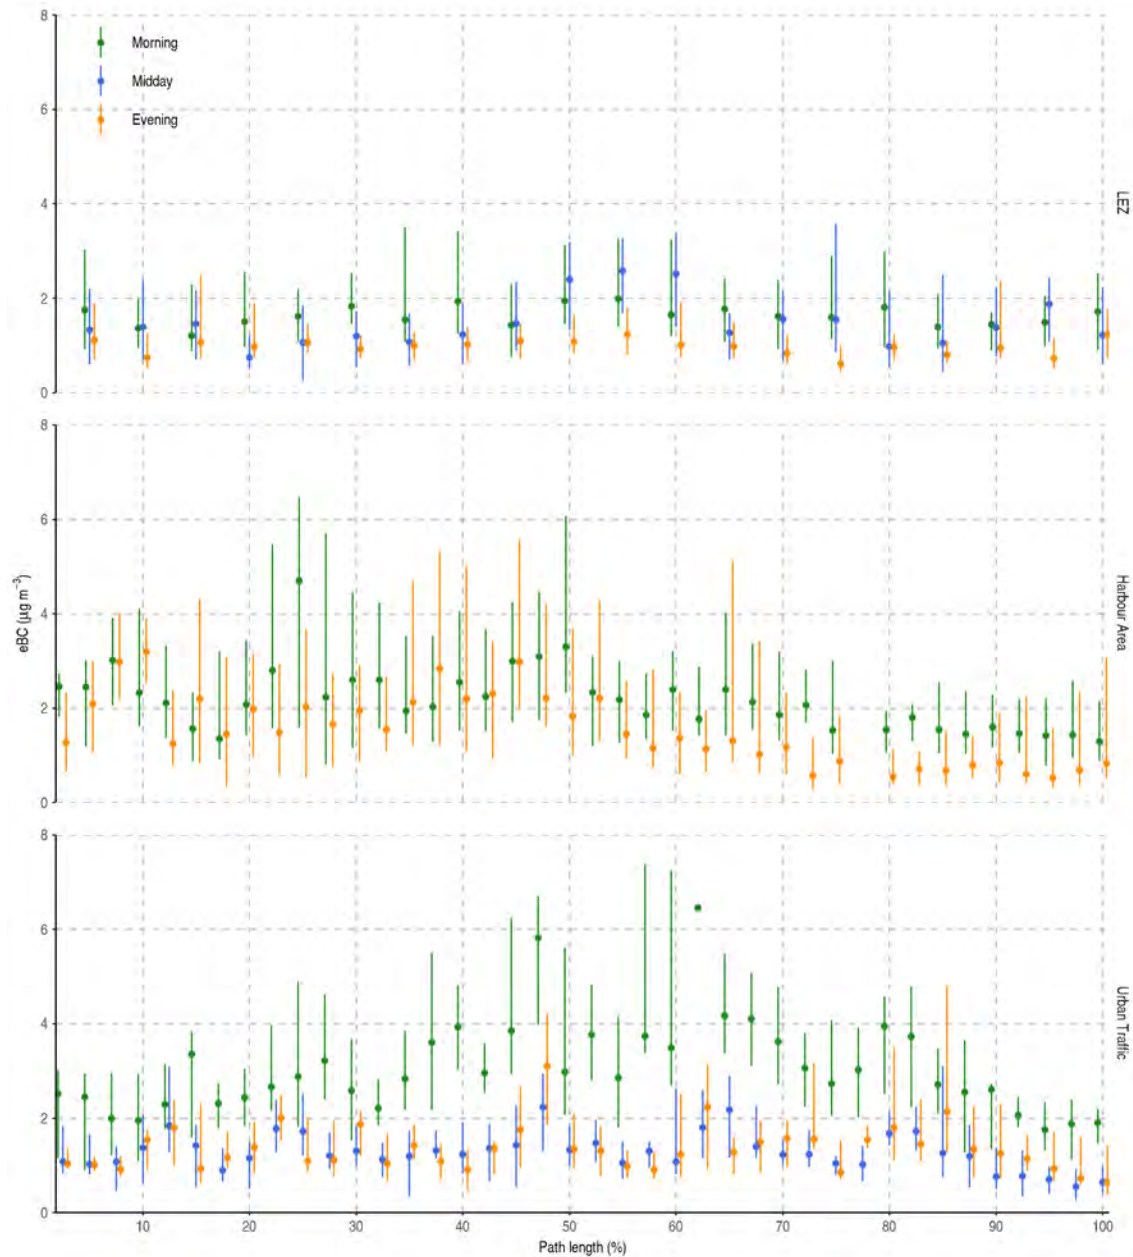 8
Morning
Midday
6
Evening
4
LEZ
2
0
8
6
eBC (µg m⁻³)
Harbour Area
4
2
0
8
6
Urban Traffic
4
2
0
10 20 30 40 50 60 70 80 90 100
Path length (%)